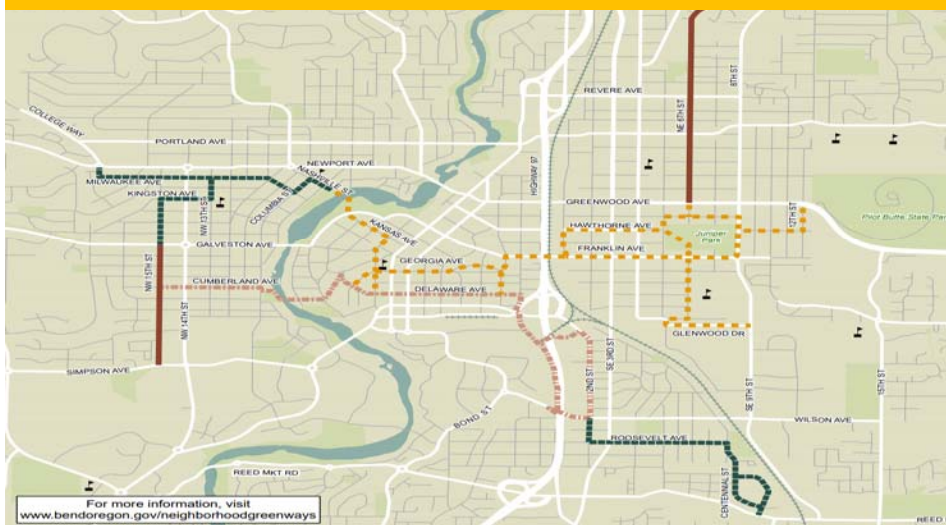 REVERE AVE
8TH ST
NE 6TH ST
COLLEGE WAY
PORTLAND AVE
HIGHWAY 97
NEWPORT AVE
NASHVILLE ST
MILWAUKEE AVE
KINGSTON AVE
COLUMBIA ST
NW 13TH ST
GREENWOOD AVE
12TH ST
Pilot Butte State Par
KANSAS AVE
HAWTHORNE AVE
Juniper
Park
GALVESTON AVE
FRANKLIN AVE
GEORGIA AVE
NW 15TH ST
CUMBERLAND AVE
DELAWARE AVE
NW 14TH ST
GLENWOOD DR
SE 3RD ST
SIMPSON AVE
2ND ST
SE 9TH ST
15TH ST
BOND ST
WILSON AVE
ROOSEVELT AVE
REED MKT RD
CENTENNIAL ST
REED
For more information, visit
www.bendoregon.gov/neighborhoodgreenways